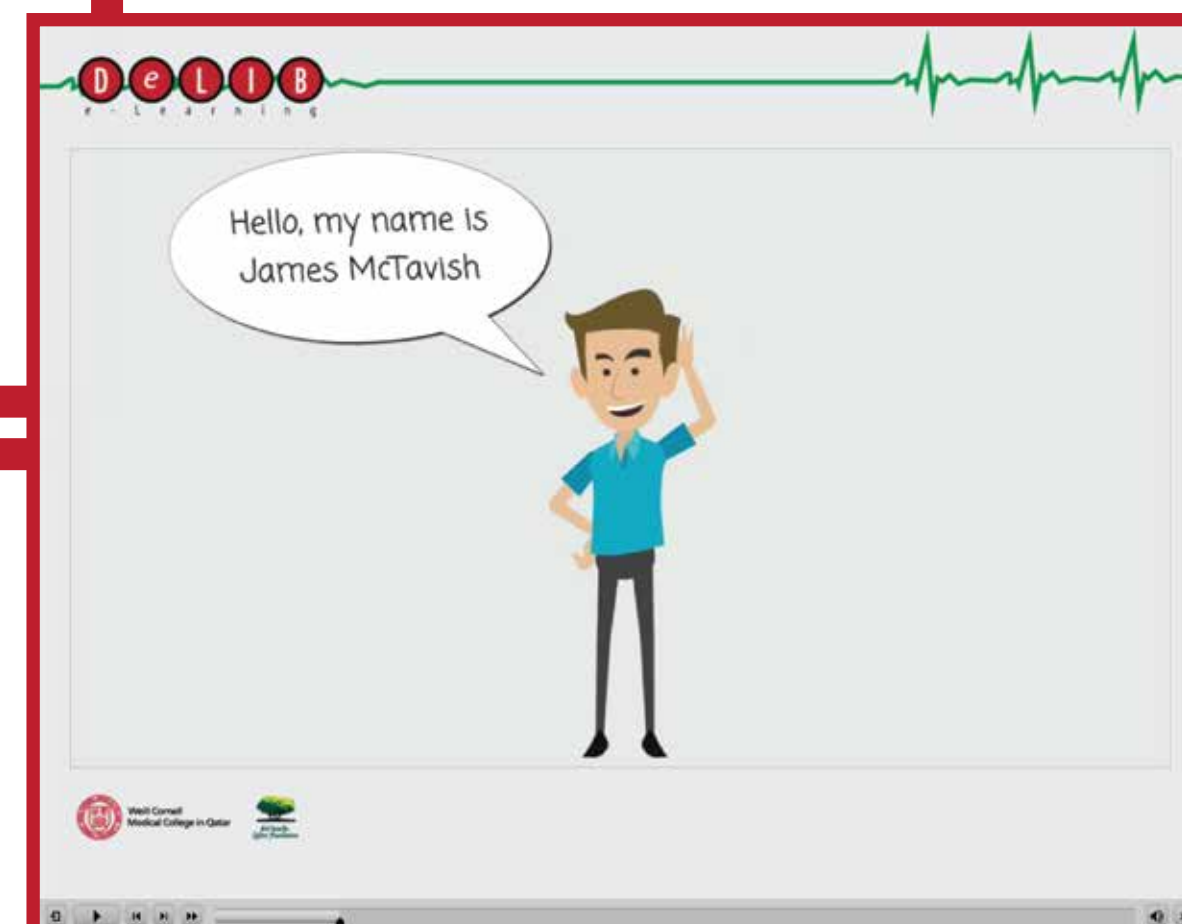 DeLIB
e-Learning
Hello, my name is
James McTavish
Weill Cornell
Medical College in Qatar